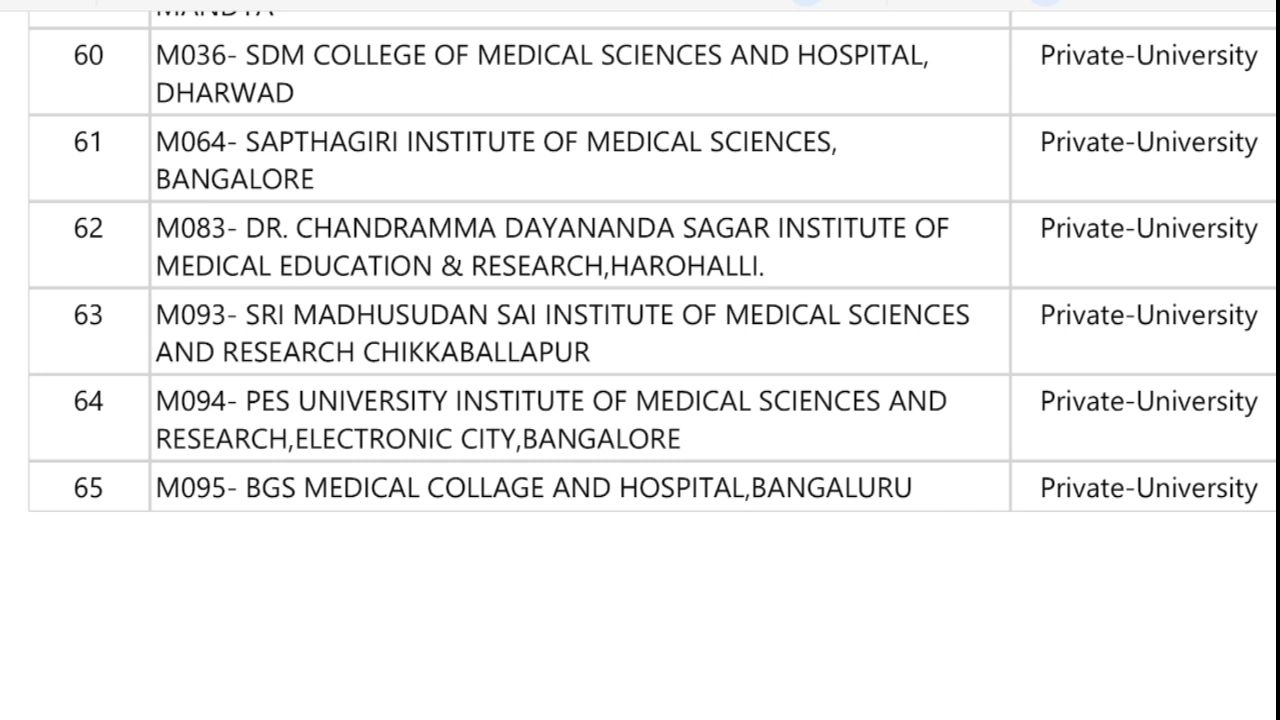 60 M036- SDM COLLEGE OF MEDICAL SCIENCES AND HOSPITAL, Private-University
DHARWAD
61 M064- SAPTHAGIRI INSTITUTE OF MEDICAL SCIENCES, Private-University
BANGALORE
62 M083- DR. CHANDRAMMA DAYANANDA SAGAR INSTITUTE OF Private-University
MEDICAL EDUCATION & RESEARCH,HAROHALLI.
63 M093- SRI MADHUSUDAN SAI INSTITUTE OF MEDICAL SCIENCES Private-University
AND RESEARCH CHIKKABALLAPUR
64 M094- PES UNIVERSITY INSTITUTE OF MEDICAL SCIENCES AND Private-University
RESEARCH,ELECTRONIC CITY,BANGALORE
65 M095- BGS MEDICAL COLLAGE AND HOSPITAL,BANGALURU Private-University